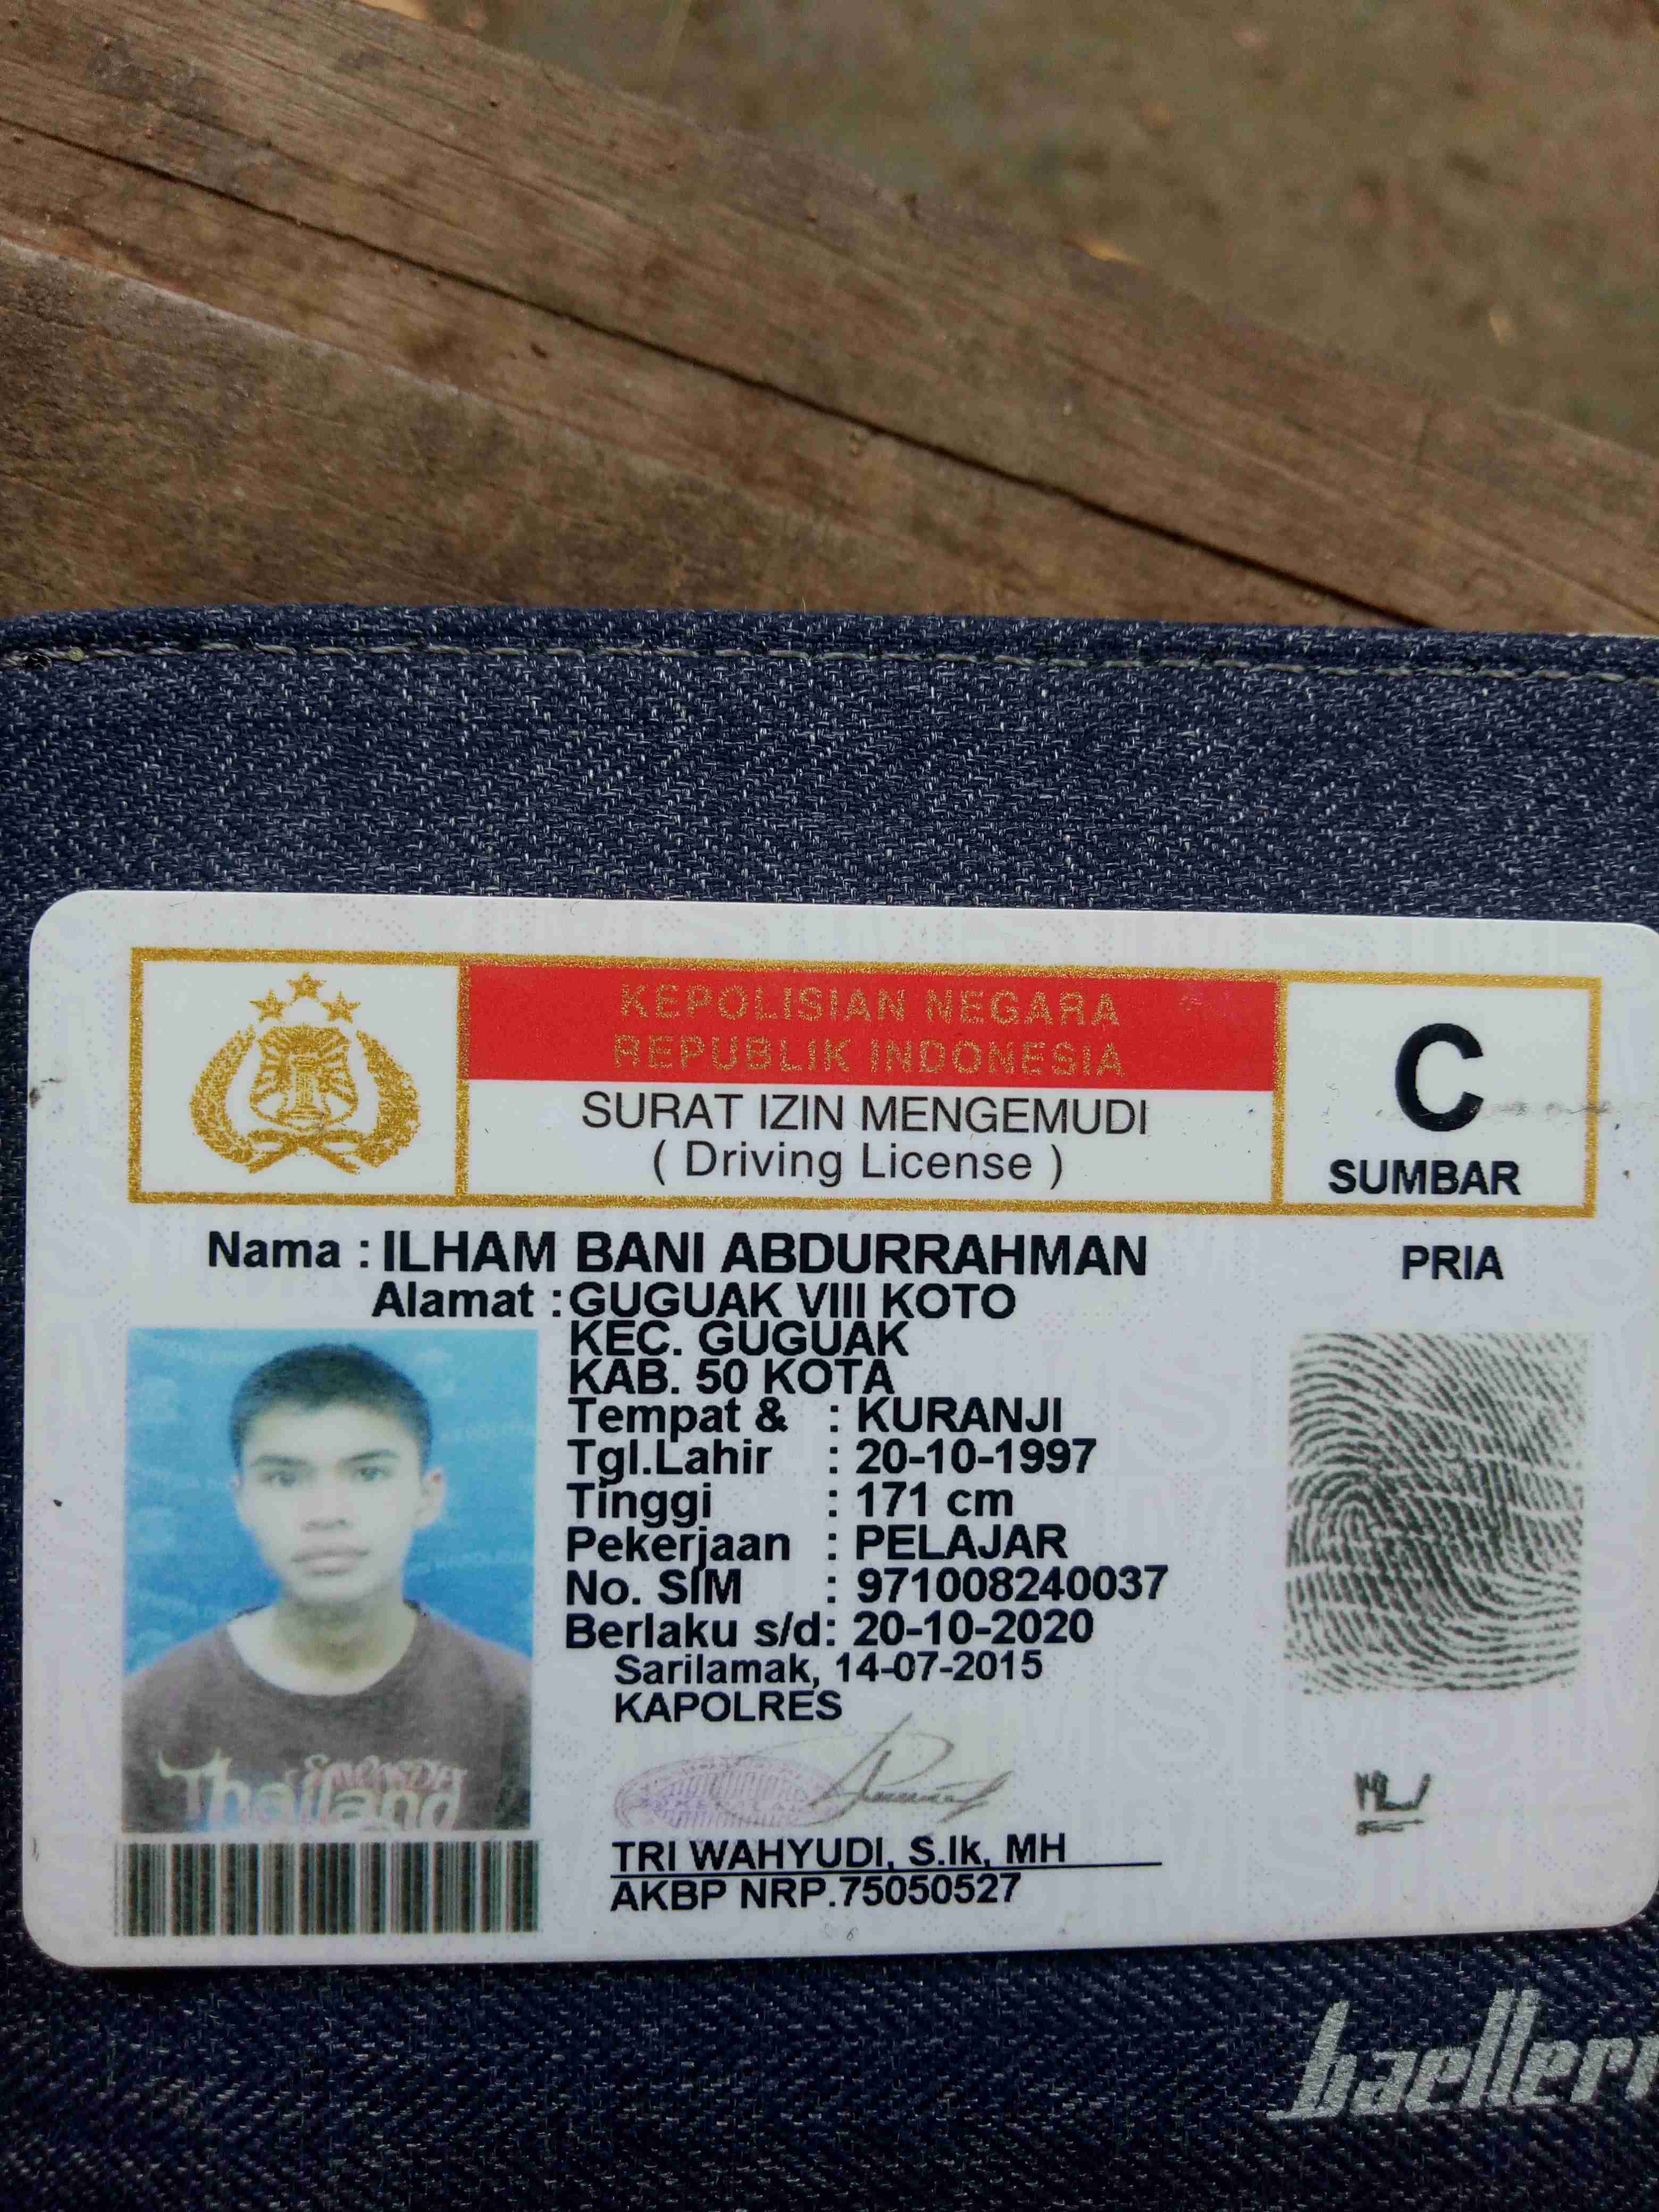 KEPOLISIAN NEGARA
REPUBLIK INDONESIA
SURAT IZIN MENGEMUDI
( Driving License )
C
SUMBAR
Nama : ILHAM BANI ABDURRAHMAN
PRIA
Alamat : GUGUAK VIII KOTO
KEC. GUGUAK
KAB. 50 KOTA
Tempat & : KURANJI
Tgl.Lahir : 20-10-1997
Tinggi : 171 cm
Pekerjaan : PELAJAR
No. SIM : 971008240037
Berlaku s/d: 20-10-2020
Sarilamak, 14-07-2015
KAPOLRES
Thailand
TRI WAHYUDI, S.Ik, MH
AKBP NRP.75050527